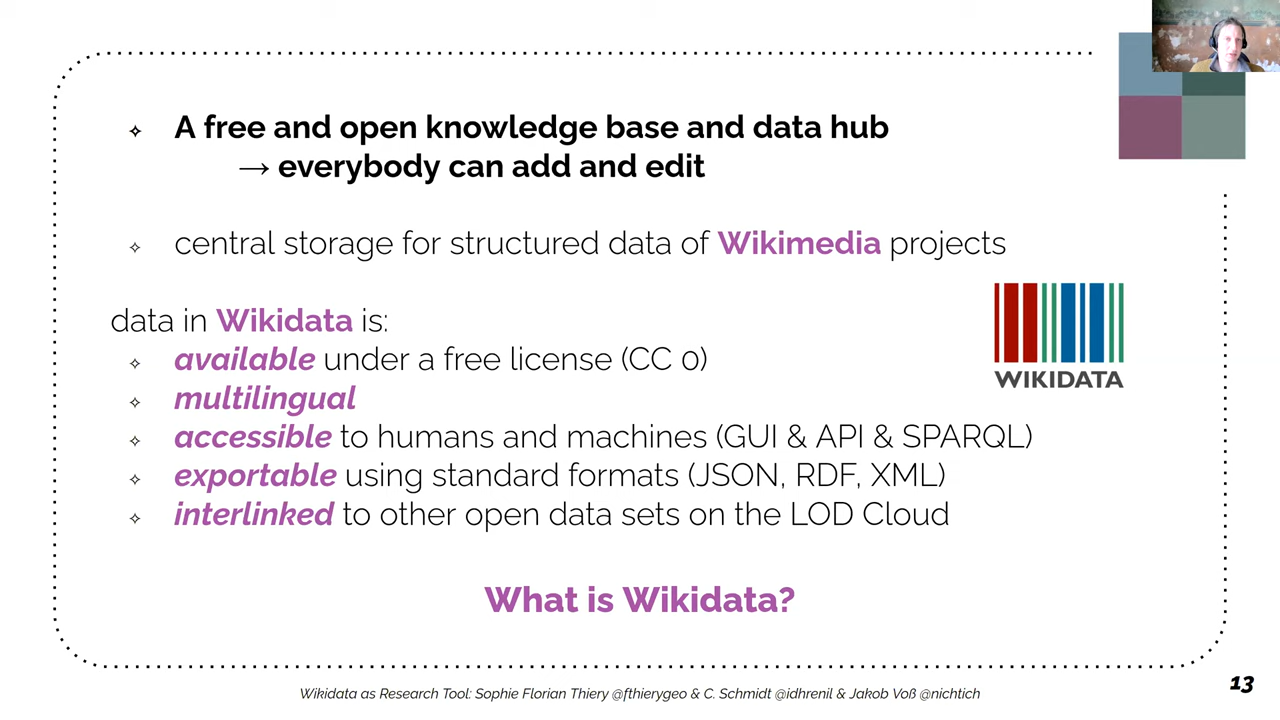 ✧ A free and open knowledge base and data hub
→ everybody can add and edit
✧ central storage for structured data of Wikimedia projects
data in Wikidata is:
✧ available under a free license (CC 0)
✧ multilingual
✧ accessible to humans and machines (GUI & API & SPARQL)
✧ exportable using standard formats (JSON, RDF, XML)
✧ interlinked to other open data sets on the LOD Cloud
WIKIDATA
What is Wikidata?
Wikidata as Research Tool: Sophie Florian Thiery @fthierygeo & C. Schmidt @idhrenil & Jakob Voß @nichtich
13